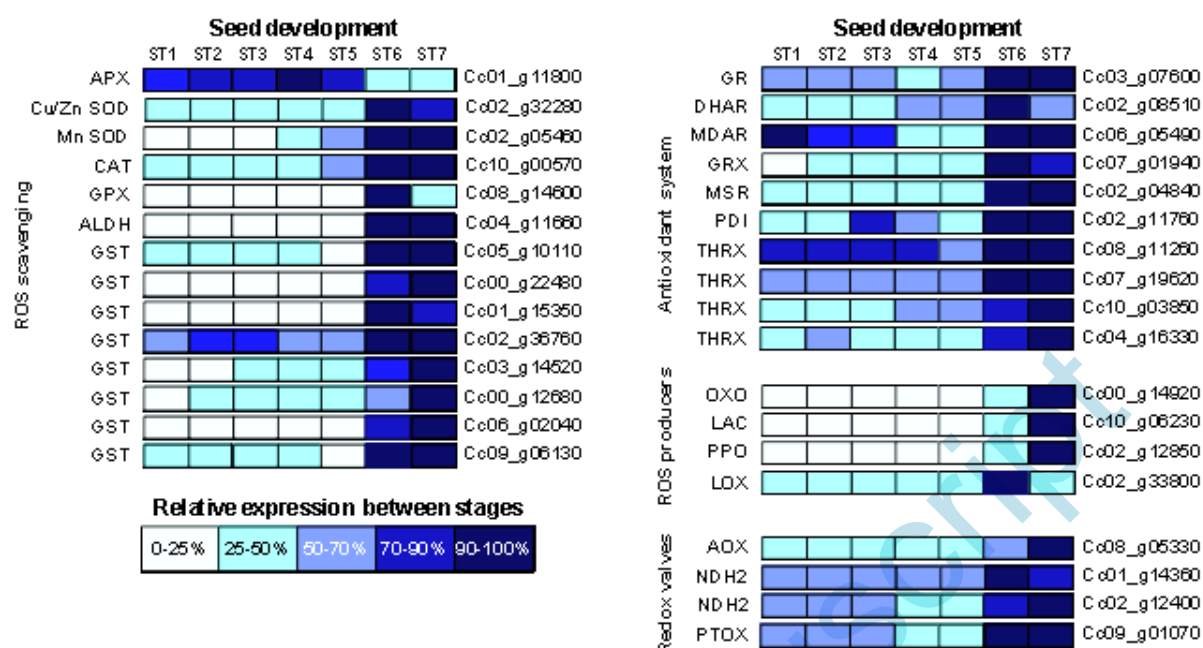 Seed development
ST1 ST2 ST3 ST4 ST5 ST6 ST7
ROS scavenging
APX Cc01_g11800
Cu/Zn SOD Cc02_g32280
Mn SOD Cc02_g05460
CAT Cc10_g00570
GPX Cc08_g14600
ALDH Cc04_g11660
GST Cc05_g10110
GST Cc00_g22480
GST Cc01_g15350
GST Cc02_g36760
GST Cc03_g14520
GST Cc00_g12680
GST Cc06_g02040
GST Cc09_g06130
Relative expression between stages
0-25% 25-50% 50-70% 70-90% 90-100%
Seed development
ST1 ST2 ST3 ST4 ST5 ST6 ST7
Antioxidant system
GR Cc03_g07600
DHAR Cc02_g08510
MDAR Cc06_g05490
GRX Cc07_g01940
MSR Cc02_g04840
PDI Cc02_g11760
THRX Cc08_g11260
THRX Cc07_g19620
THRX Cc10_g03850
THRX Cc04_g16330
ROS producers
OXO Cc00_g14920
LAC Cc10_g06230
PPO Cc02_g12850
LOX Cc02_g33800
Redox valves
AOX Cc08_g05330
NDH2 Cc01_g14360
NDH2 Cc02_g12400
PTOX Cc09_g01070
script